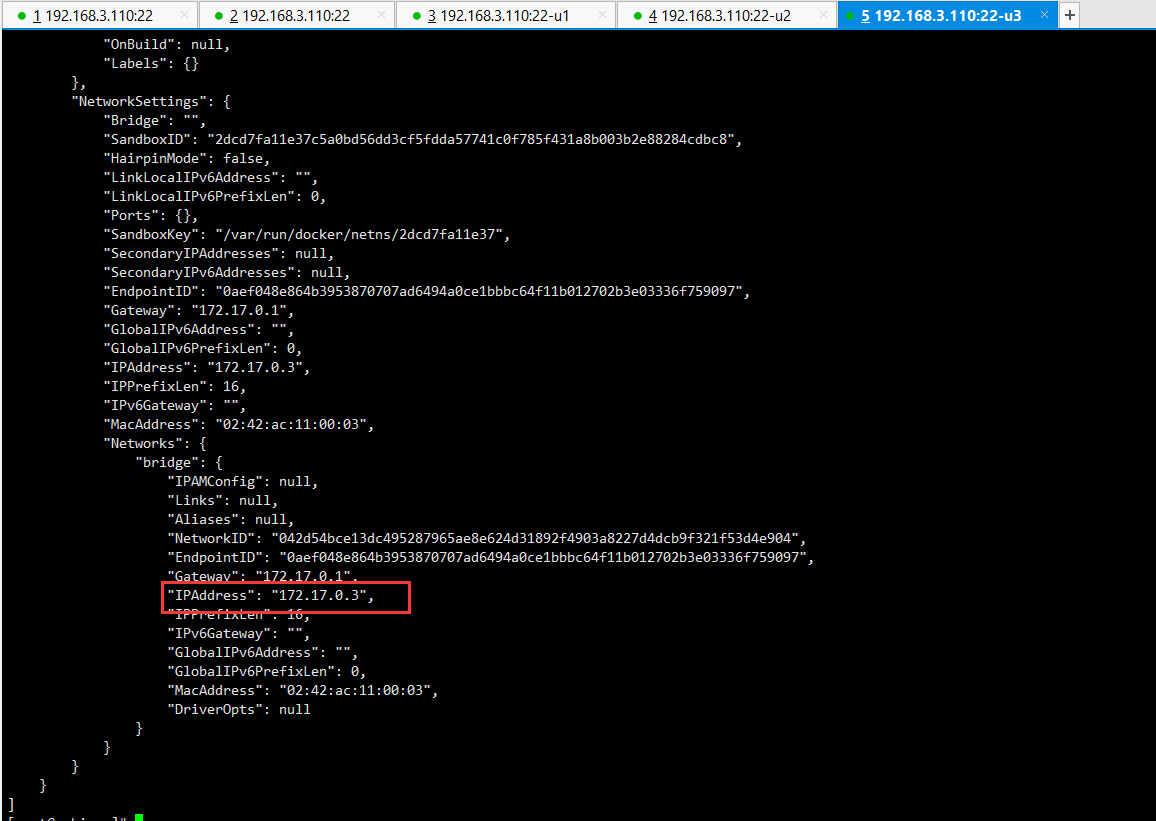 1 192.168.3.110:22 × 2 192.168.3.110:22 × 3 192.168.3.110:22-u1 × 4 192.168.3.110:22-u2 × 5 192.168.3.110:22-u3 × +
"OnBuild": null,
"Labels": {}
},
"NetworkSettings": {
"Bridge": "",
"SandboxID": "2dcd7fa11e37c5a0bd56dd3cf5fdda57741c0f785f431a8b003b2e88284cdbc8",
"HairpinMode": false,
"LinkLocalIPv6Address": "",
"LinkLocalIPv6PrefixLen": 0,
"Ports": {},
"SandboxKey": "/var/run/docker/netns/2dcd7fa11e37",
"SecondaryIPAddresses": null,
"SecondaryIPv6Addresses": null,
"EndpointID": "0aef048e864b3953870707ad6494a0ce1bbbc64f11b012702b3e03336f759097",
"Gateway": "172.17.0.1",
"GlobalIPv6Address": "",
"GlobalIPv6PrefixLen": 0,
"IPAddress": "172.17.0.3",
"IPPrefixLen": 16,
"IPv6Gateway": "",
"MacAddress": "02:42:ac:11:00:03",
"Networks": {
"bridge": {
"IPAMConfig": null,
"Links": null,
"Aliases": null,
"NetworkID": "042d54bce13dc495287965ae8e624d31892f4903a8227d4dcb9f321f53d4e904",
"EndpointID": "0aef048e864b3953870707ad6494a0ce1bbbc64f11b012702b3e03336f759097",
"Gateway": "172.17.0.1",
"IPAddress": "172.17.0.3",
"IPPrefixLen": 16,
"IPv6Gateway": "",
"GlobalIPv6Address": "",
"GlobalIPv6PrefixLen": 0,
"MacAddress": "02:42:ac:11:00:03",
"DriverOpts": null
}
}
}
}
]